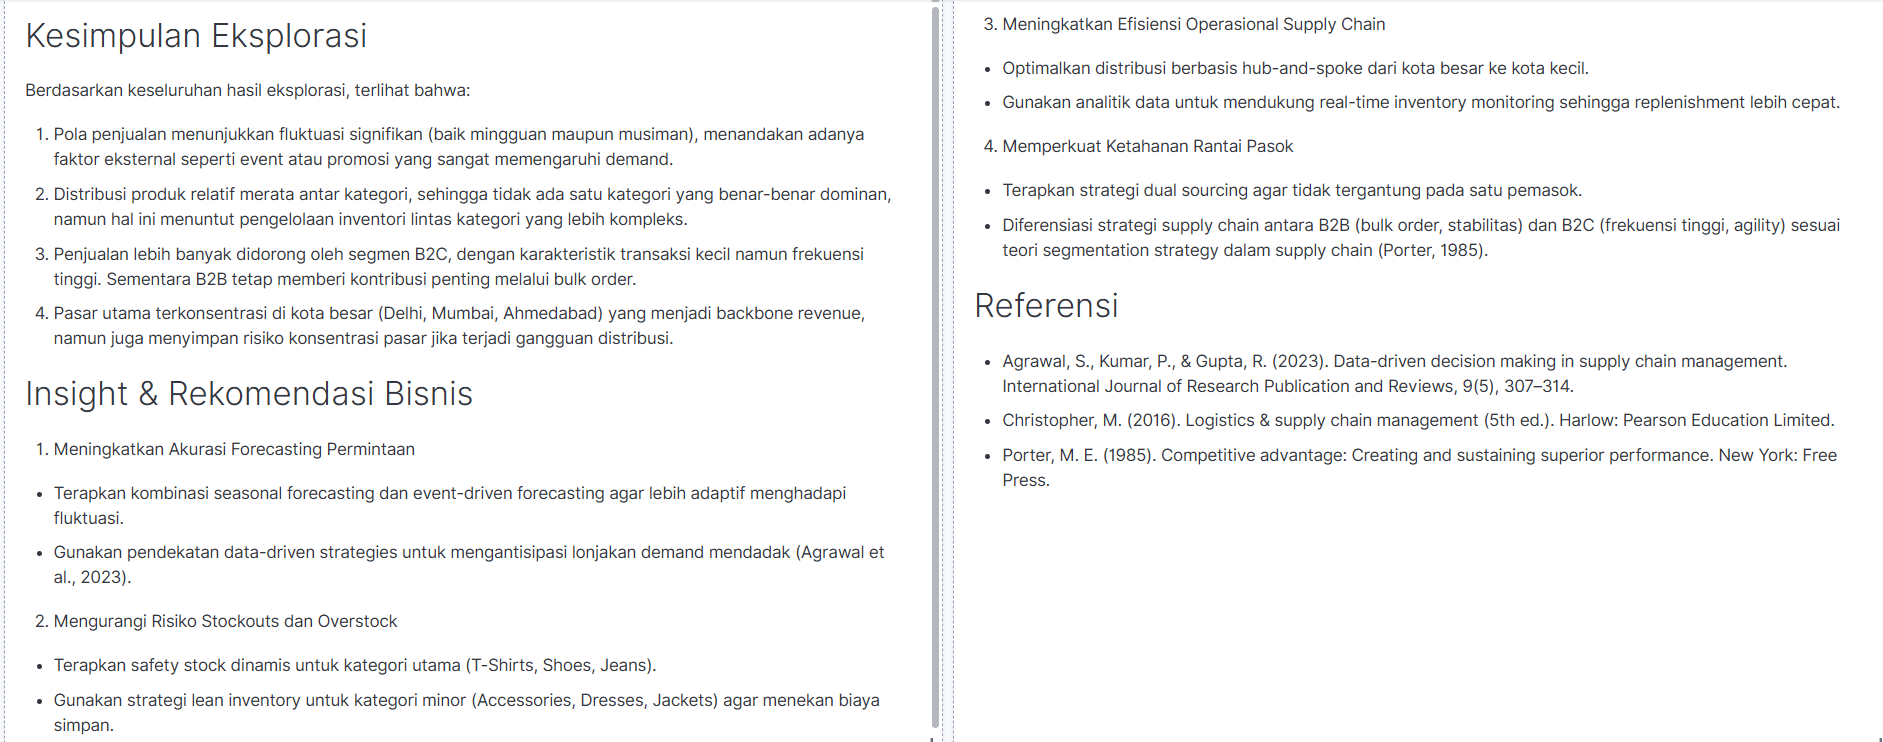 Kesimpulan Eksplorasi
Berdasarkan keseluruhan hasil eksplorasi, terlihat bahwa:
1. Pola penjualan menunjukkan fluktuasi signifikan (baik mingguan maupun musiman), menandakan adanya
faktor eksternal seperti event atau promosi yang sangat memengaruhi demand.
2. Distribusi produk relatif merata antar kategori, sehingga tidak ada satu kategori yang benar-benar dominan,
namun hal ini menuntut pengelolaan inventori lintas kategori yang lebih kompleks.
3. Penjualan lebih banyak didorong oleh segmen B2C, dengan karakteristik transaksi kecil namun frekuensi
tinggi. Sementara B2B tetap memberi kontribusi penting melalui bulk order.
4. Pasar utama terkonsentrasi di kota besar (Delhi, Mumbai, Ahmedabad) yang menjadi backbone revenue,
namun juga menyimpan risiko konsentrasi pasar jika terjadi gangguan distribusi.
Insight & Rekomendasi Bisnis
1. Meningkatkan Akurasi Forecasting Permintaan
• Terapkan kombinasi seasonal forecasting dan event-driven forecasting agar lebih adaptif menghadapi
fluktuasi.
• Gunakan pendekatan data-driven strategies untuk mengantisipasi lonjakan demand mendadak (Agrawal et
al., 2023).
2. Mengurangi Risiko Stockouts dan Overstock
• Terapkan safety stock dinamis untuk kategori utama (T-Shirts, Shoes, Jeans).
• Gunakan strategi lean inventory untuk kategori minor (Accessories, Dresses, Jackets) agar menekan biaya
simpan.
3. Meningkatkan Efisiensi Operasional Supply Chain
• Optimalkan distribusi berbasis hub-and-spoke dari kota besar ke kota kecil.
• Gunakan analitik data untuk mendukung real-time inventory monitoring sehingga replenishment lebih cepat.
4. Memperkuat Ketahanan Rantai Pasok
• Terapkan strategi dual sourcing agar tidak tergantung pada satu pemasok.
• Diferensiasi strategi supply chain antara B2B (bulk order, stabilitas) dan B2C (frekuensi tinggi, agility) sesuai
teori segmentation strategy dalam supply chain (Porter, 1985).
Referensi
• Agrawal, S., Kumar, P., & Gupta, R. (2023). Data-driven decision making in supply chain management.
International Journal of Research Publication and Reviews, 9(5), 307–314.
• Christopher, M. (2016). Logistics & supply chain management (5th ed.). Harlow: Pearson Education Limited.
• Porter, M. E. (1985). Competitive advantage: Creating and sustaining superior performance. New York: Free
Press.